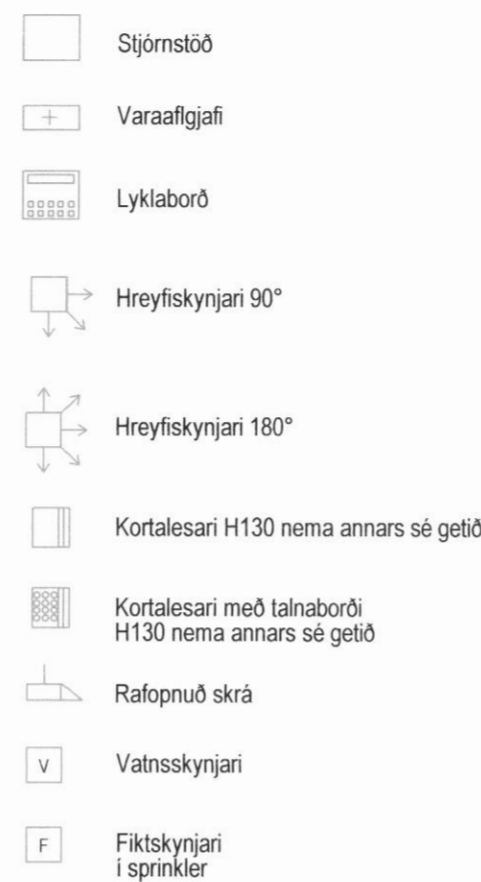 Stjórnstöð
+
Varaaflgjafi
Lyklaborð
Hreyfiskynjari 90°
Hreyfiskynjari 180°
Kortalesari H130 nema annars sé getið
Kortalesari með talnaborði
H130 nema annars sé getið
Rafopnuð skrá
V Vatnsskynjari
F Fiktskynjari
í sprinkler